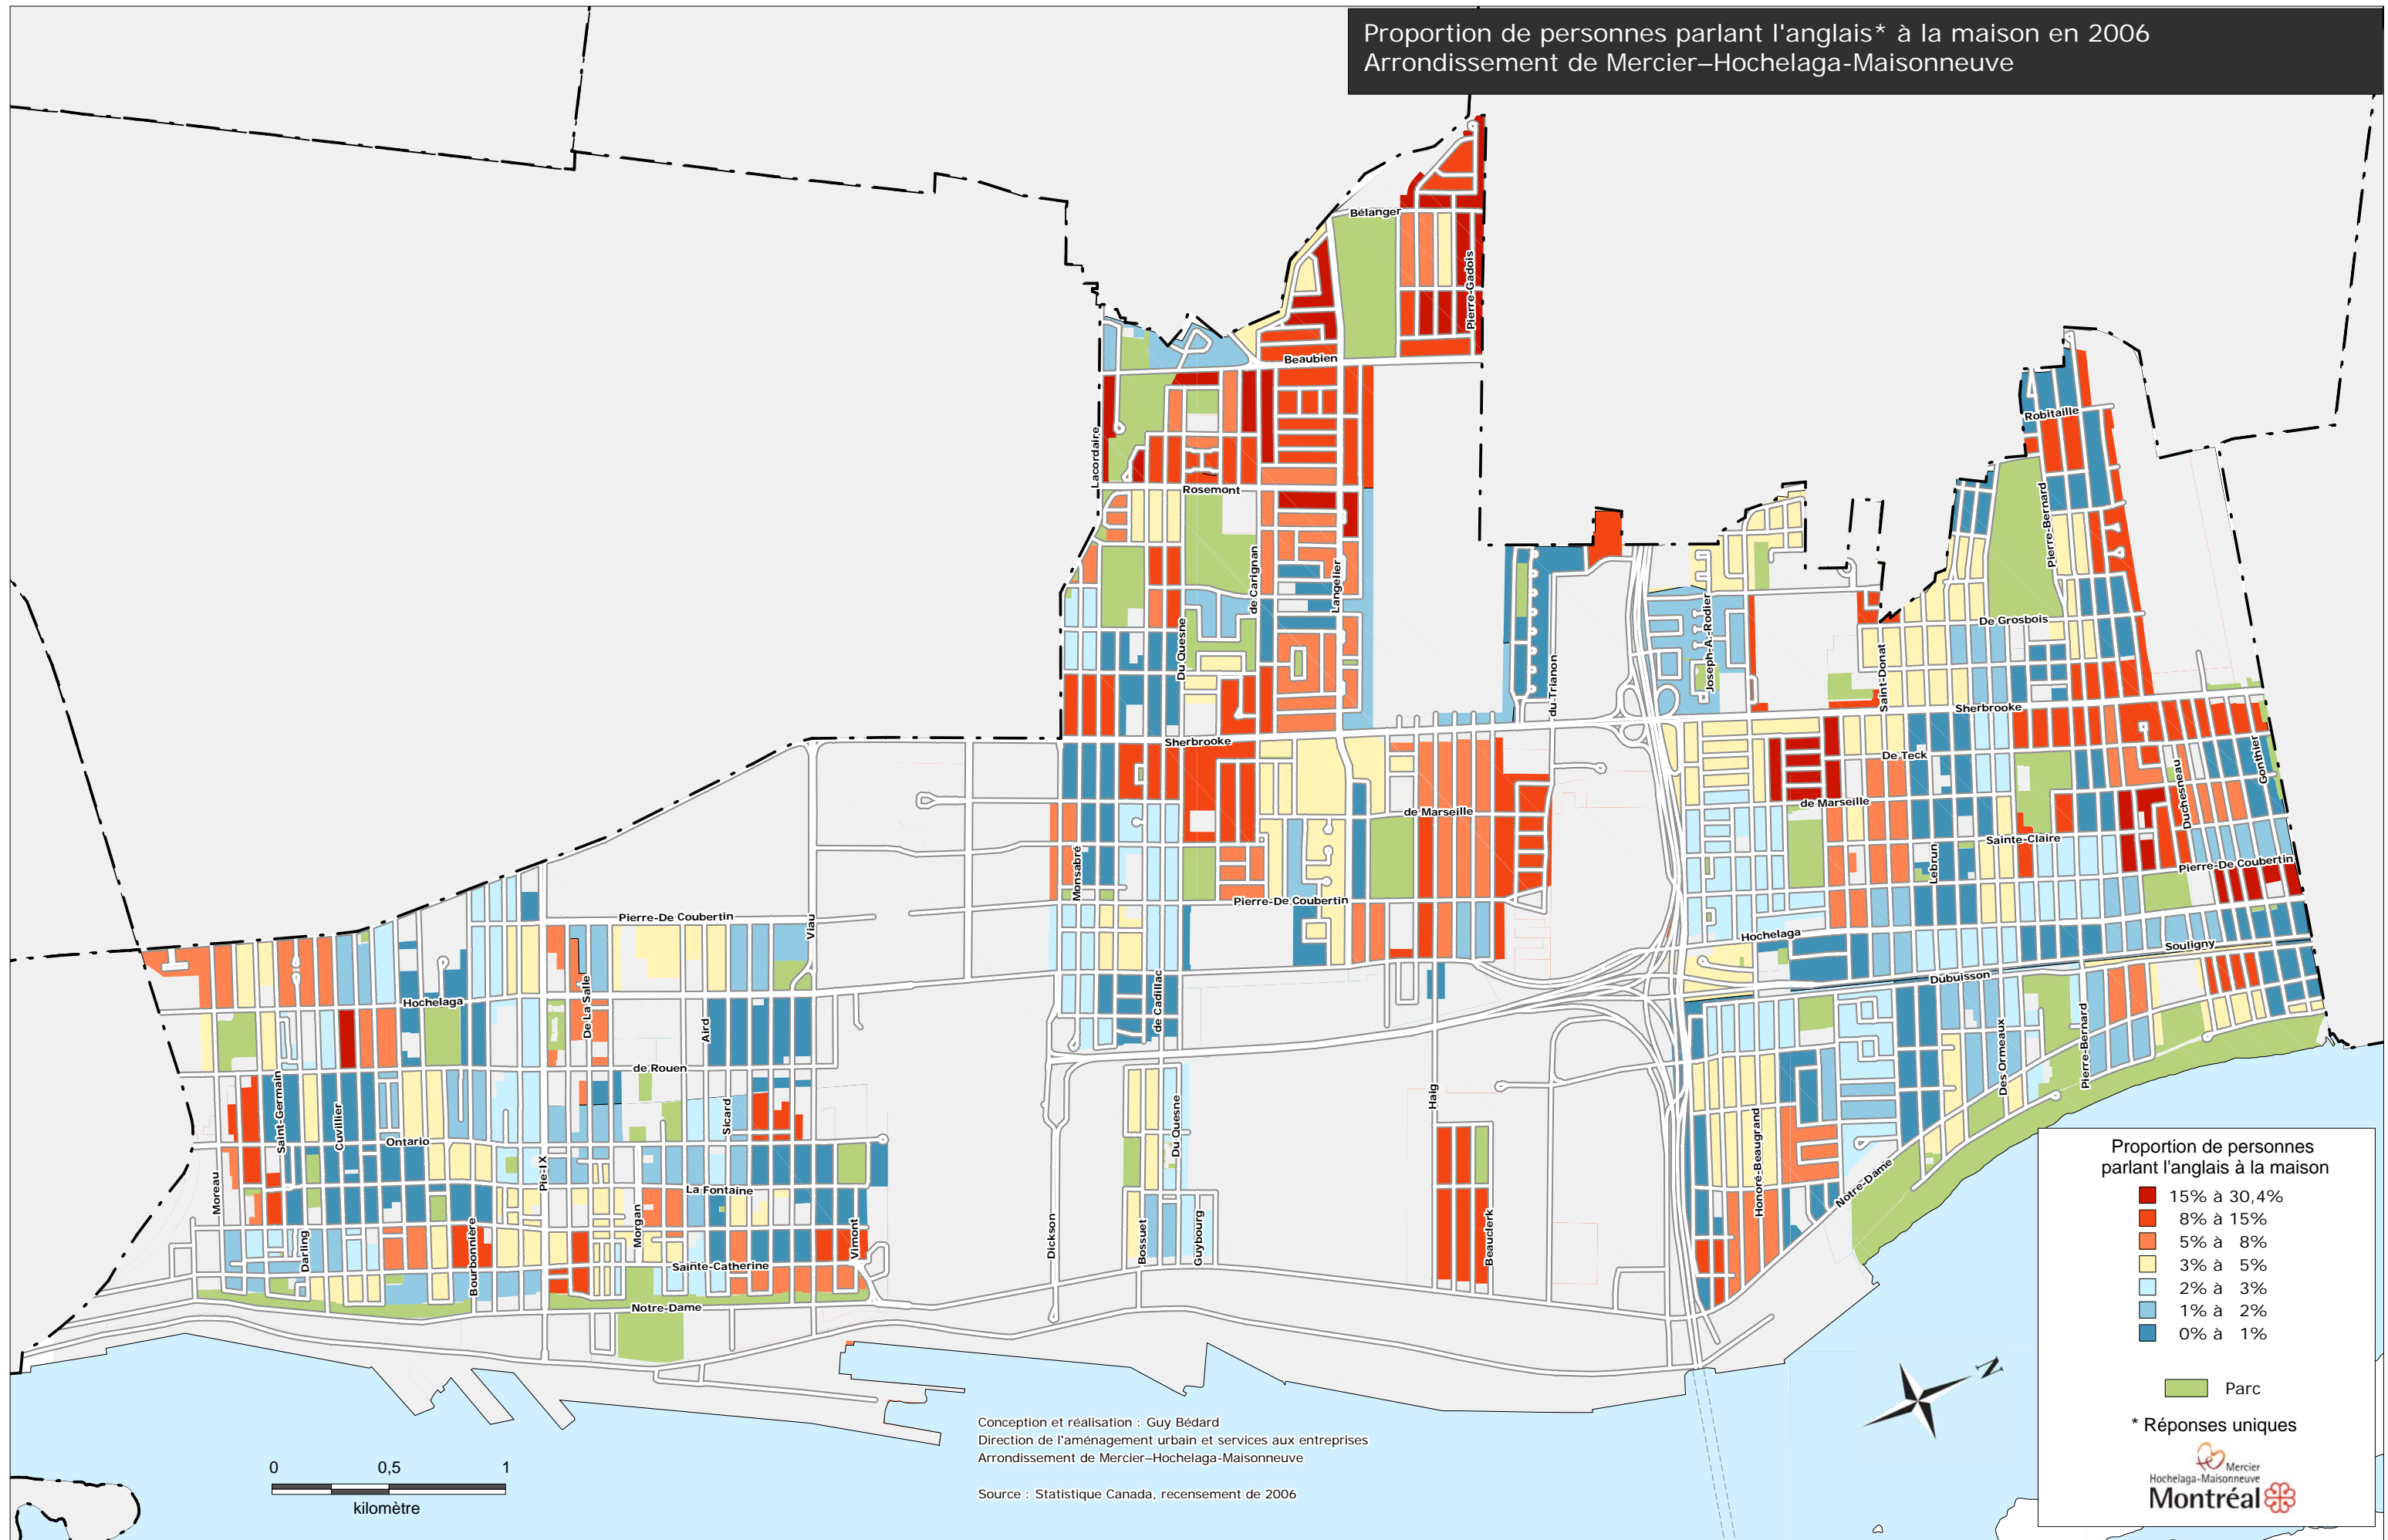 Proportion de personnes parlant l'anglais* à la maison en 2006
Arrondissement de Mercier–Hochelaga-Maisonneuve
Bélanger
Pierre-Gadois
Beaubien
Lacordaire
Rosemont
de Carignan
Langelier
Du Quesne
Sherbrooke
de Marseille
Monsabré
Pierre-De Coubertin
de Cadillac
du Trianon
Joseph-A.-Rodier
Robitaille
Pierre-Bernard
De Grosbois
Saint-Donat
Sherbrooke
De Teck
de Marseille
Gonthier
Duchesneau
Sainte-Claire
Lebrun
Pierre-De Coubertin
Hochelaga
Souligny
Dubuisson
Des Ormeaux
Pierre-Bernard
Honoré-Beaugrand
Notre-Dame
Pierre-De Coubertin
Viau
Hochelaga
De La Salle
Aird
de Rouen
Saint-Germain
Cuvillier
Ontario
Sicard
Moreau
Pie-IX
La Fontaine
Morgan
Darling
Bourbonnière
Vimont
Sainte-Catherine
Notre-Dame
Dickson
Bossuet
Du Quesne
Guybourg
Haig
Beauclerk
Proportion de personnes
parlant l'anglais à la maison
15% à 30,4%
8% à 15%
5% à 8%
3% à 5%
2% à 3%
1% à 2%
0% à 1%
Parc
* Réponses uniques
Mercier
Hochelaga-Maisonneuve
Montréal
N
Conception et réalisation : Guy Bédard
Direction de l'aménagement urbain et services aux entreprises
Arrondissement de Mercier–Hochelaga-Maisonneuve
Source : Statistique Canada, recensement de 2006
0 0,5 1
kilomètre